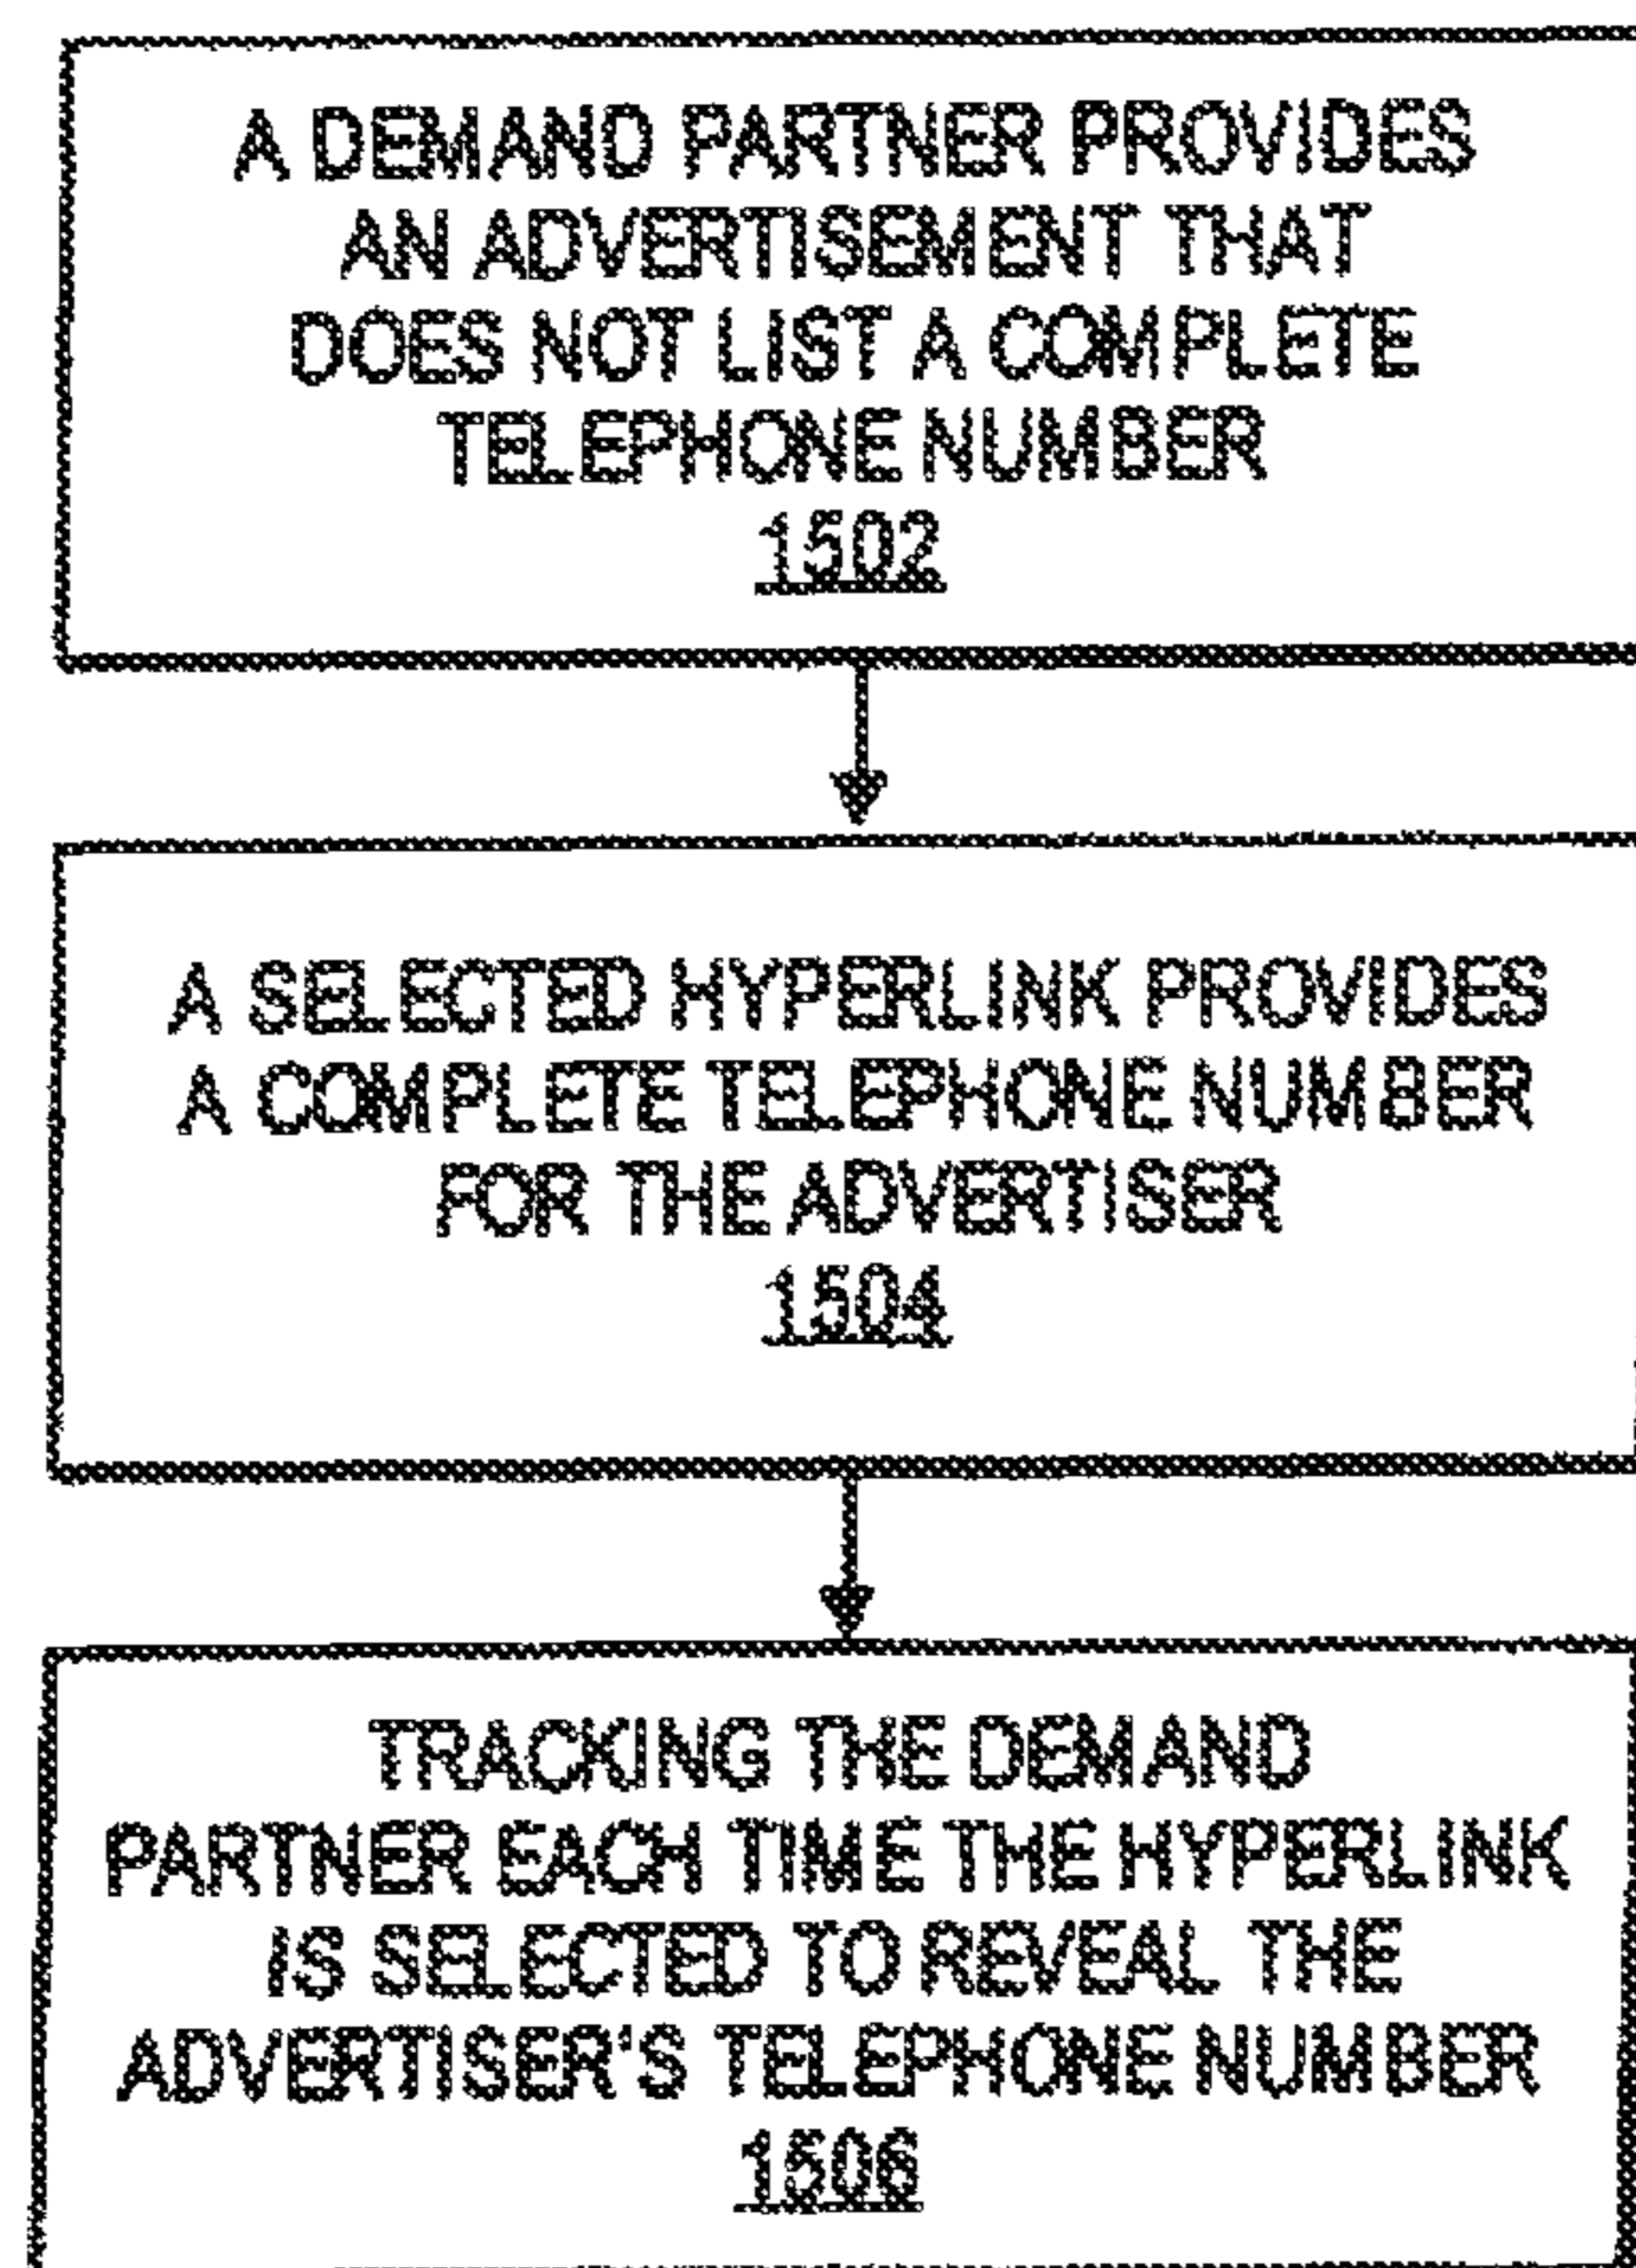 A DEMAND PARTNER PROVIDES
AN ADVERTISEMENT THAT
DOES NOT LIST A COMPLETE
TELEPHONE NUMBER
1502
A SELECTED HYPERLINK PROVIDES
A COMPLETE TELEPHONE NUMBER
FOR THE ADVERTISER
1504
TRACKING THE DEMAND
PARTNER EACH TIME THE HYPERLINK
IS SELECTED TO REVEAL THE
ADVERTISER'S TELEPHONE NUMBER
1506